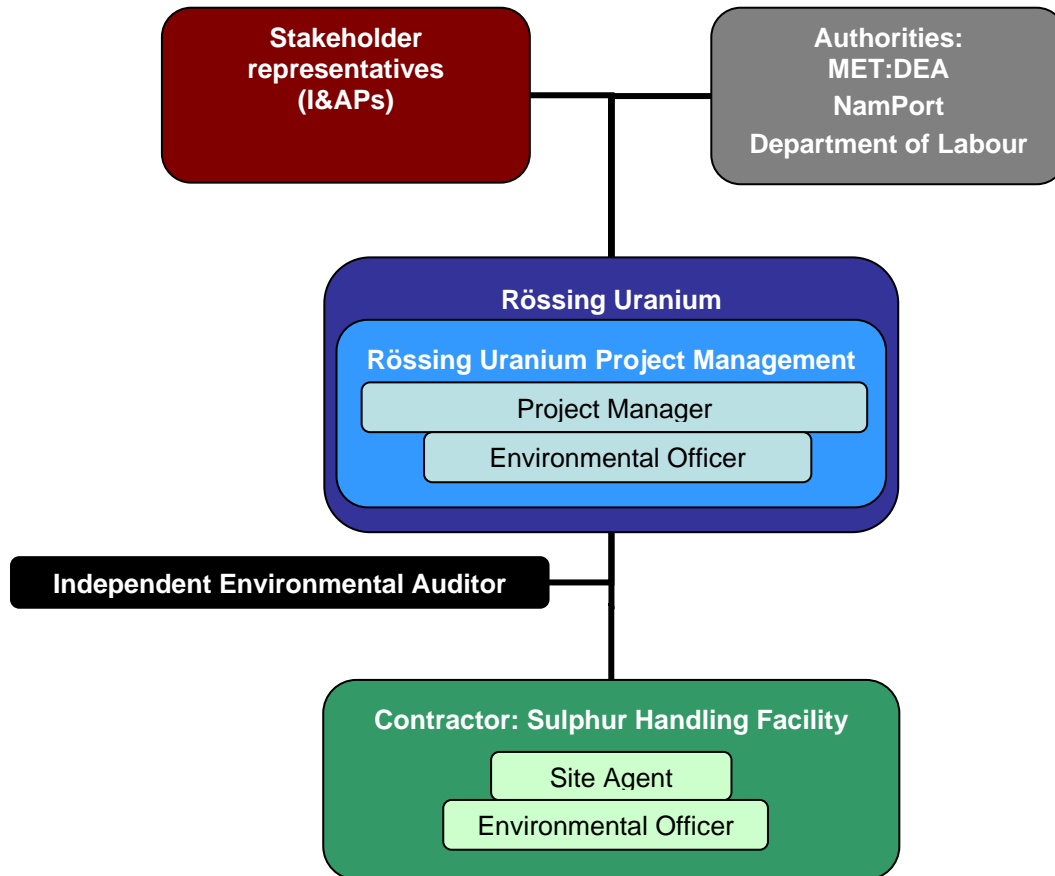 Stakeholder
representatives
(I&APs)
Authorities:
MET:DEA
NamPort
Department of Labour
Rössing Uranium
Rössing Uranium Project Management
Project Manager
Environmental Officer
Independent Environmental Auditor
Contractor: Sulphur Handling Facility
Site Agent
Environmental Officer